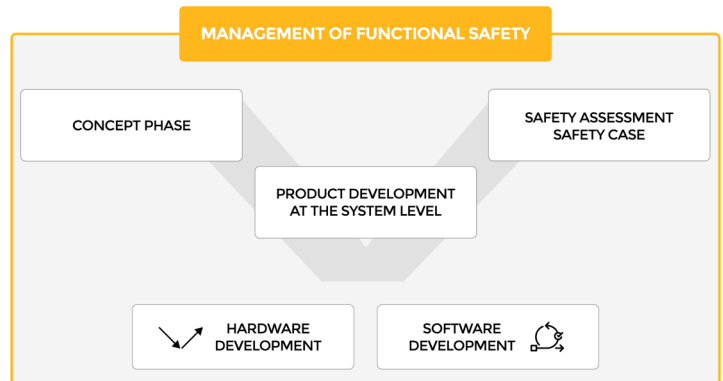 MANAGEMENT OF FUNCTIONAL SAFETY
CONCEPT PHASE
SAFETY ASSESSMENT
SAFETY CASE
PRODUCT DEVELOPMENT
AT THE SYSTEM LEVEL
HARDWARE
DEVELOPMENT
SOFTWARE
DEVELOPMENT